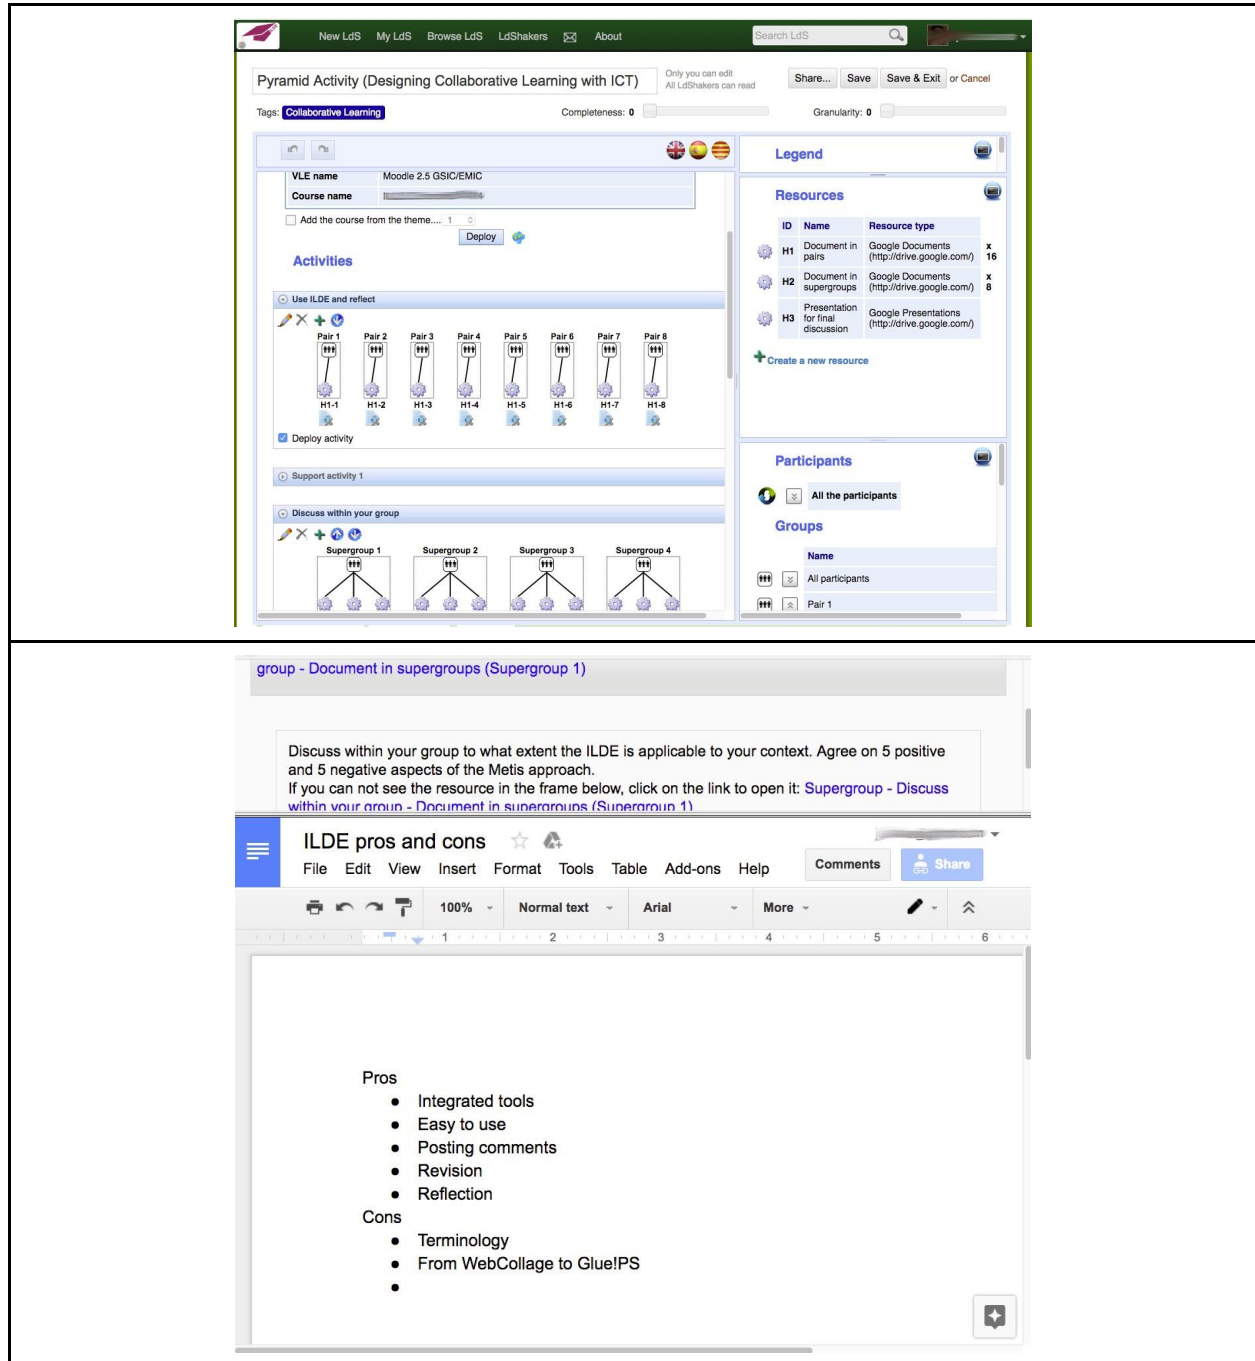 New LdS My LdS Browse LdS LdShakers About Search LdS
Pyramid Activity (Designing Collaborative Learning with ICT)
Only you can edit
All LdShakers can read
Share... Save Save & Exit or Cancel
Tags: Collaborative Learning Completeness: 0 Granularity: 0
VLE name Moodle 2.5 GSIC/EMIC
Course name
Add the course from the theme.... 1
Deploy
Activities
Use ILDE and reflect
Pair 1 Pair 2 Pair 3 Pair 4 Pair 5 Pair 6 Pair 7 Pair 8
H1-1 H1-2 H1-3 H1-4 H1-5 H1-6 H1-7 H1-8
Deploy activity
Support activity 1
Discuss within your group
Supergroup 1 Supergroup 2 Supergroup 3 Supergroup 4
Legend
Resources
ID Name Resource type
H1 Document in pairs Google Documents (http://drive.google.com/) x 16
H2 Document in supergroups Google Documents (http://drive.google.com/) x 8
H3 Presentation for final discussion Google Presentations (http://drive.google.com/)
Create a new resource
Participants
All the participants
Groups
Name
All participants
Pair 1
group - Document in supergroups (Supergroup 1)
Discuss within your group to what extent the ILDE is applicable to your context. Agree on 5 positive
and 5 negative aspects of the Metis approach.
If you can not see the resource in the frame below, click on the link to open it: Supergroup - Discuss
within your group - Document in supergroups (Supergroup 1)
ILDE pros and cons
File Edit View Insert Format Tools Table Add-ons Help Comments Share
100% Normal text Arial More
1 2 3 4 5 6
Pros
● Integrated tools
● Easy to use
● Posting comments
● Revision
● Reflection
Cons
● Terminology
● From WebCollage to Glue!PS
●